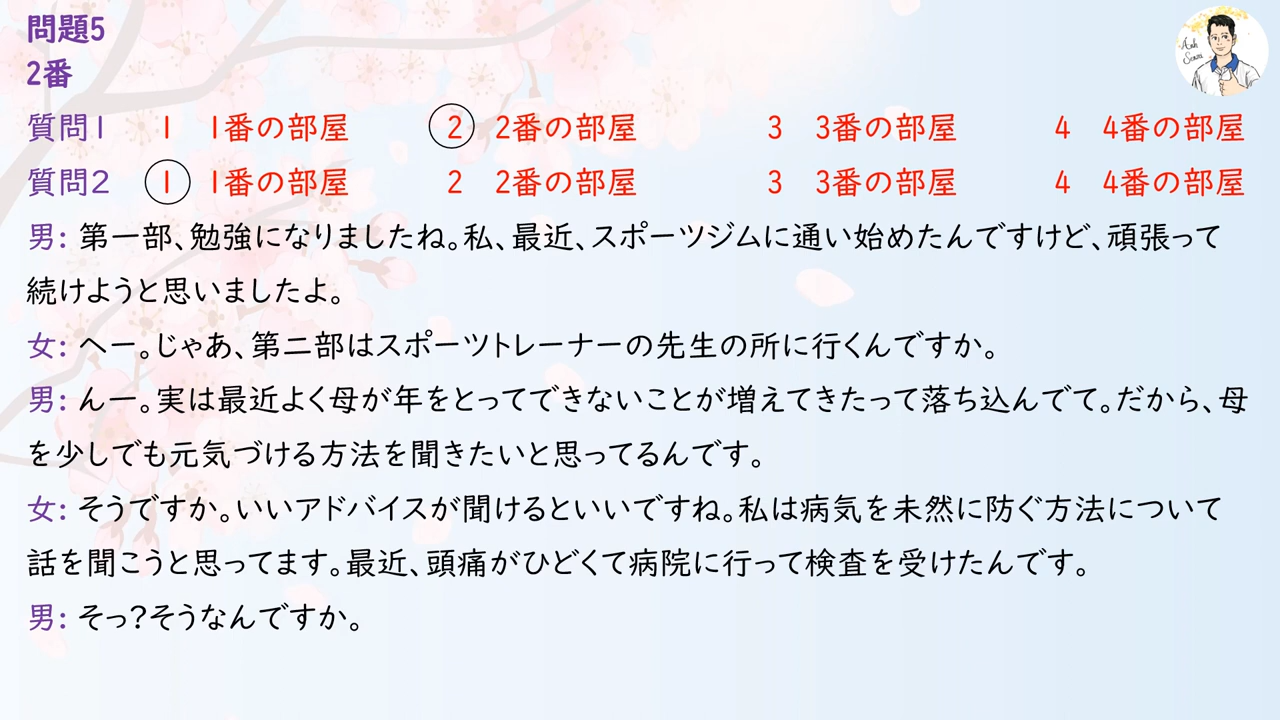 問題5
2番
質問1 1 1番の部屋 2 2番の部屋 3 3番の部屋 4 4番の部屋
質問2 1 1番の部屋 2 2番の部屋 3 3番の部屋 4 4番の部屋
男: 第一部、勉強になりましたね。私、最近、スポーツジムに通い始めたんですけど、頑張って
続けようと思いましたよ。
女: へー。じゃあ、第二部はスポーツトレーナーの先生の所に行くんですか。
男: んー。実は最近よく母が年をとってできないことが増えてきたって落ち込んでて。だから、母
を少しでも元気づける方法を聞きたいと思ってるんです。
女: そうですか。いいアドバイスが聞けるといいですね。私は病気を未然に防ぐ方法について
話を聞こうと思ってます。最近、頭痛がひどくて病院に行って検査を受けたんです。
男: そっ?そうなんですか。
Anh
Sensei